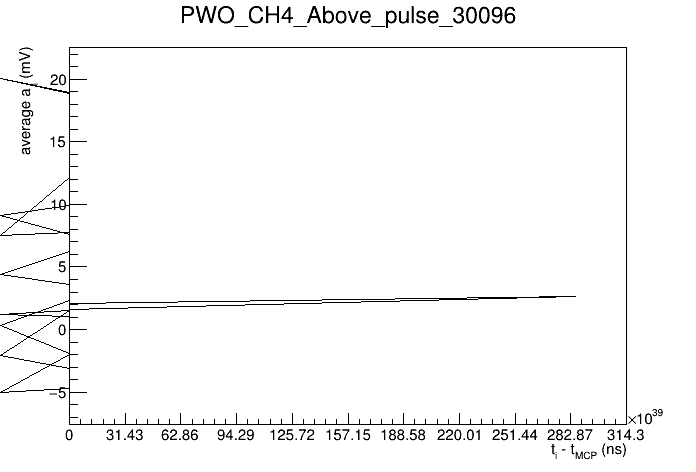 PWO_CH4_Above_pulse_30096
average a_i (mV)
20
15
10
5
0
−5
×10^39
0 31.43 62.86 94.29 125.72 157.15 188.58 220.01 251.44 282.87 314.3
t_i - t_MCP (ns)